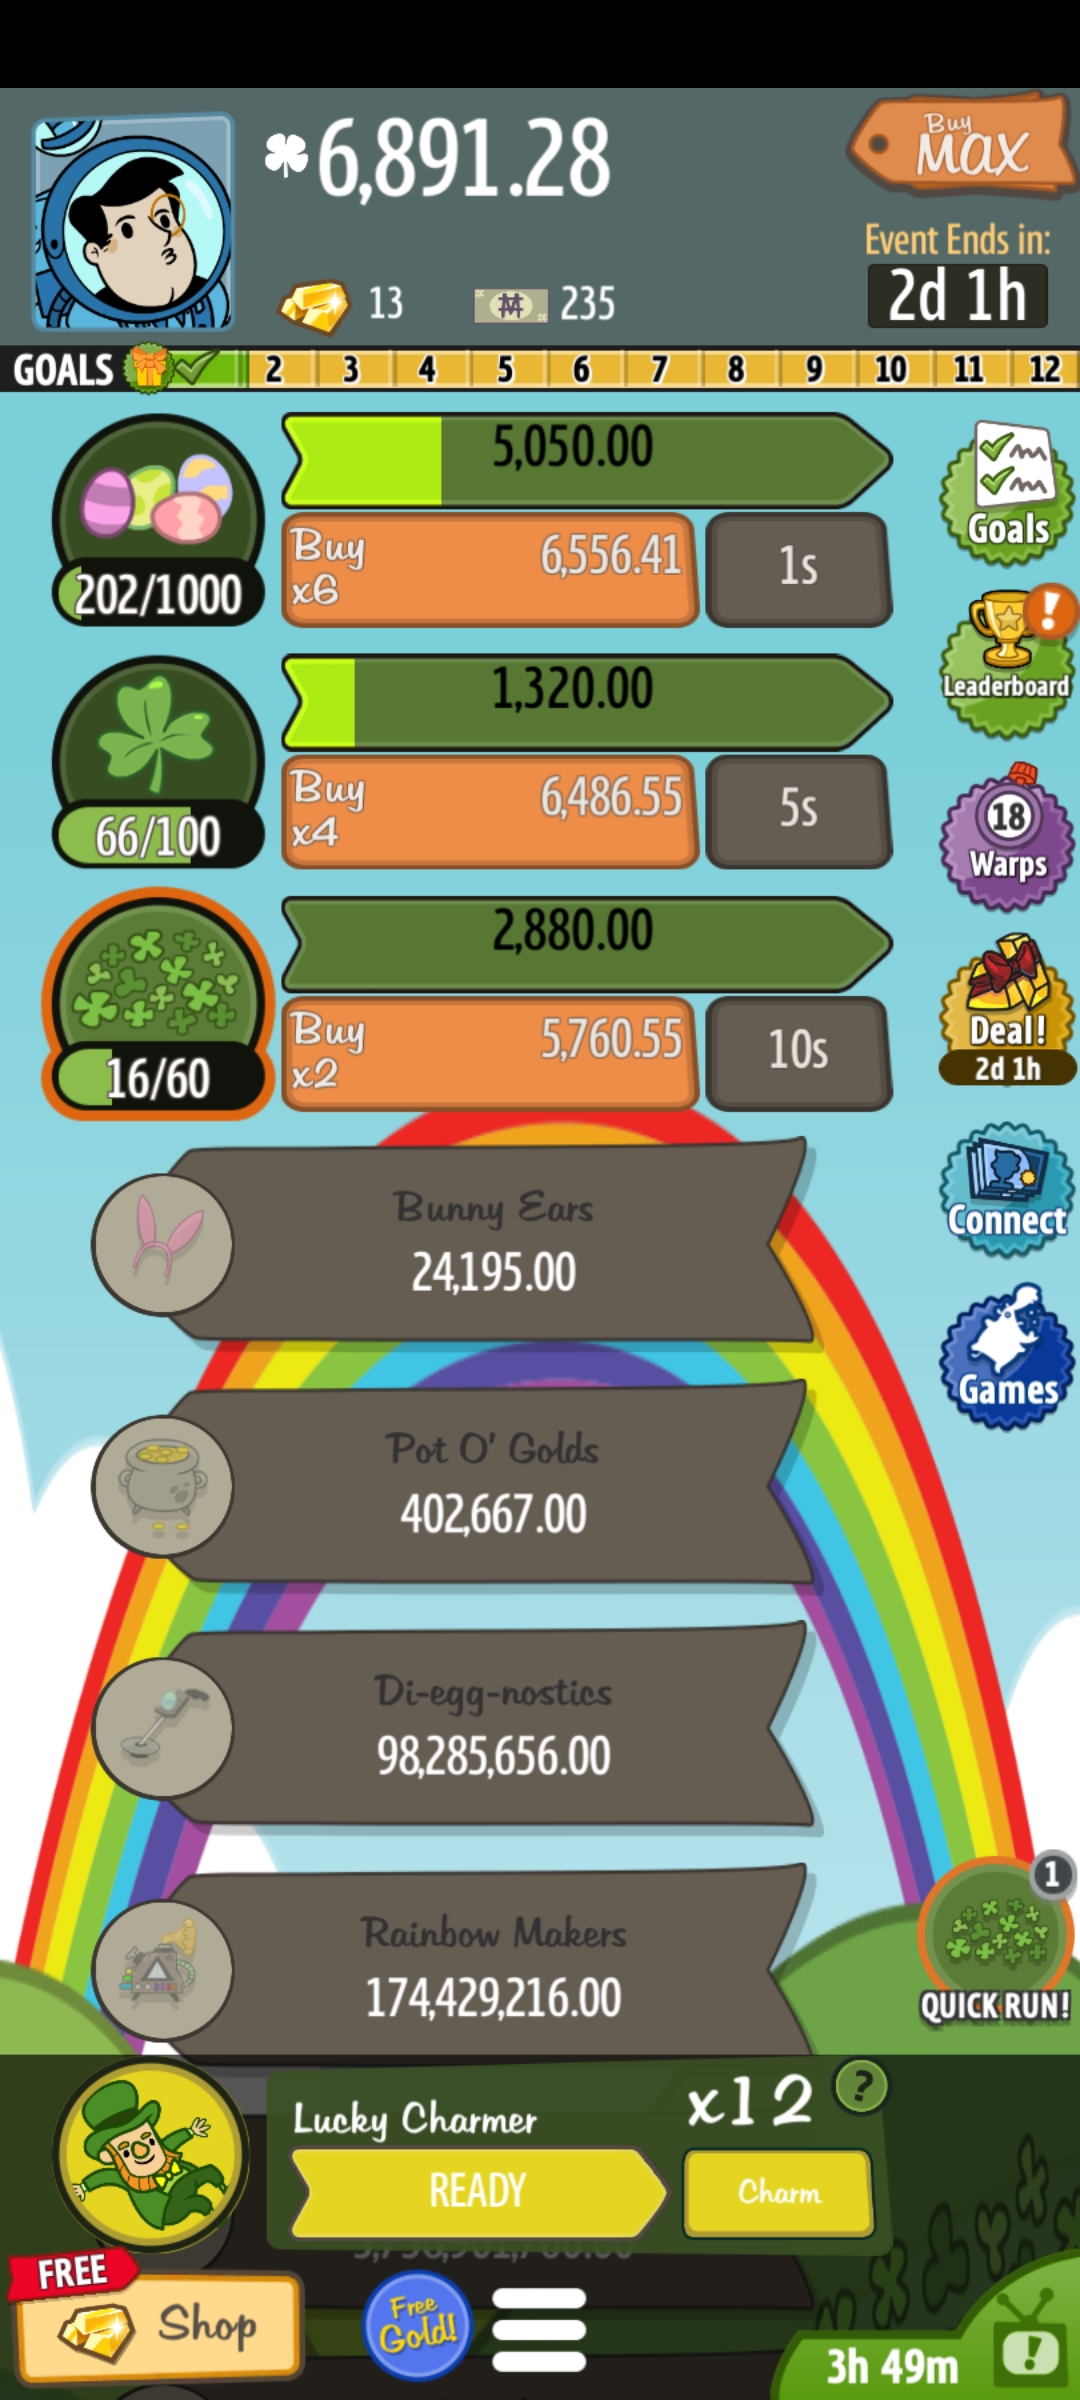 6,891.28
Buy
MAX
Event Ends in:
2d 1h
13
235
GOALS 2 3 4 5 6 7 8 9 10 11 12
5,050.00
Buy
x6
6,556.41
1s
202/1000
Goals
1,320.00
Buy
x4
6,486.55
5s
66/100
Leaderboard
18
Warps
2,880.00
Buy
x2
5,760.55
10s
16/60
Deal!
2d 1h
Bunny Ears
24,195.00
Connect
Pot O' Golds
402,667.00
Games
Di-egg-nostics
98,285,656.00
Rainbow Makers
174,429,216.00
1
QUICK RUN!
Lucky Charmer
x12
?
READY
Charm
FREE
Shop
Free
Gold!
3h 49m